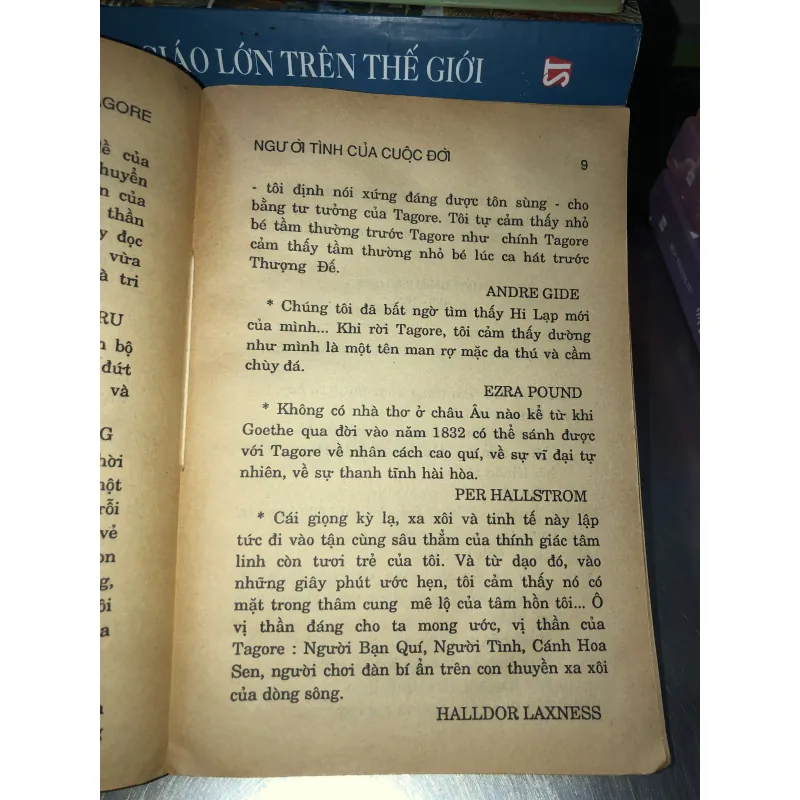 GIÁO LỚN TRÊN THẾ GIỚI
ST
AGORE
ề của
huyển
n của
thần
y đọc
vừa
à tri
RU
n bộ
đứt
và
G
hời
một
rỗi
vẻ
on
g,
ôi
a
NGƯỜI TÌNH CỦA CUỘC ĐỜI
9
- tôi định nói xứng đáng được tôn sùng - cho
bằng tư tưởng của Tagore. Tôi tự cảm thấy nhỏ
bé tầm thường trước Tagore như chính Tagore
cảm thấy tầm thường nhỏ bé lúc ca hát trước
Thượng Đế.
ANDRE GIDE
* Chúng tôi đã bất ngờ tìm thấy Hi Lạp mới
của mình... Khi rời Tagore, tôi cảm thấy dường
như mình là một tên man rợ mặc da thú và cầm
chùy đá.
EZRA POUND
* Không có nhà thơ ở châu Âu nào kể từ khi
Goethe qua đời vào năm 1832 có thể sánh được
với Tagore về nhân cách cao quí, về sự vĩ đại tự
nhiên, về sự thanh tĩnh hài hòa.
PER HALLSTROM
* Cái giọng kỳ lạ, xa xôi và tinh tế này lập
tức đi vào tận cùng sâu thẳm của thính giác tâm
linh còn tươi trẻ của tôi. Và từ dạo đó, vào
những giây phút ước hẹn, tôi cảm thấy nó có
mặt trong thâm cung mê lộ của tâm hồn tôi... Ô
vị thần đáng cho ta mong ước, vị thần của
Tagore : Người Bạn Quí, Người Tình, Cánh Hoa
Sen, người chơi đàn bí ẩn trên con thuyền xa xôi
của dòng sông.
HALLDOR LAXNESS